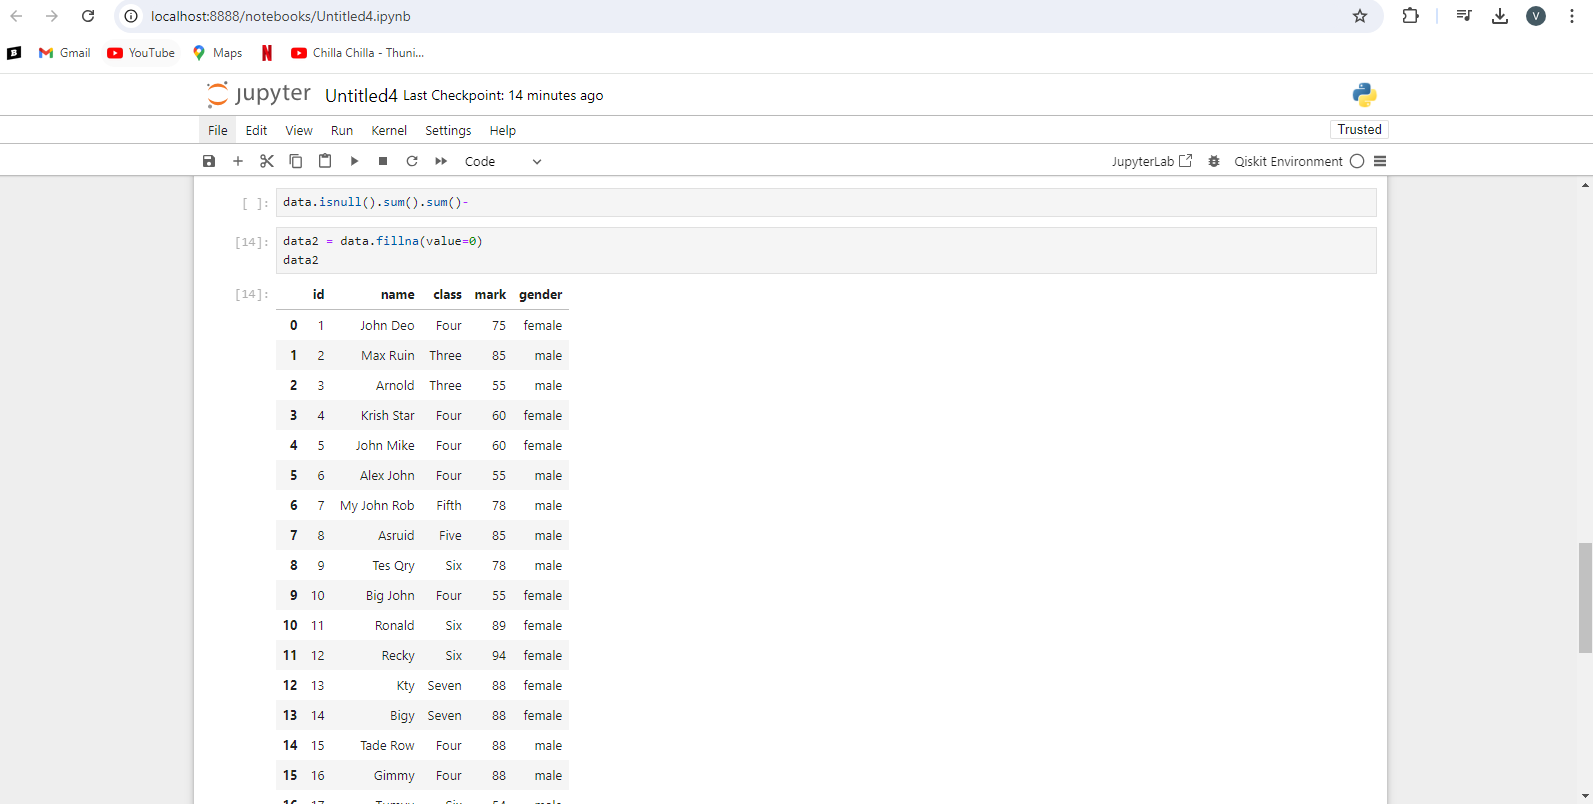 localhost:8888/notebooks/Untitled4.ipynb
V
B
Gmail YouTube Maps N Chilla Chilla - Thuni...
jupyter Untitled4 Last Checkpoint: 14 minutes ago
File Edit View Run Kernel Settings Help
Trusted
Code
JupyterLab Qiskit Environment
[ ]: data.isnull().sum().sum()-
[14]: data2 = data.fillna(value=0)
data2
[14]: id name class mark gender
0 1 John Deo Four 75 female
1 2 Max Ruin Three 85 male
2 3 Arnold Three 55 male
3 4 Krish Star Four 60 female
4 5 John Mike Four 60 female
5 6 Alex John Four 55 male
6 7 My John Rob Fifth 78 male
7 8 Asruid Five 85 male
8 9 Tes Qry Six 78 male
9 10 Big John Four 55 female
10 11 Ronald Six 89 female
11 12 Recky Six 94 female
12 13 Kty Seven 88 female
13 14 Bigy Seven 88 female
14 15 Tade Row Four 88 male
15 16 Gimmy Four 88 male